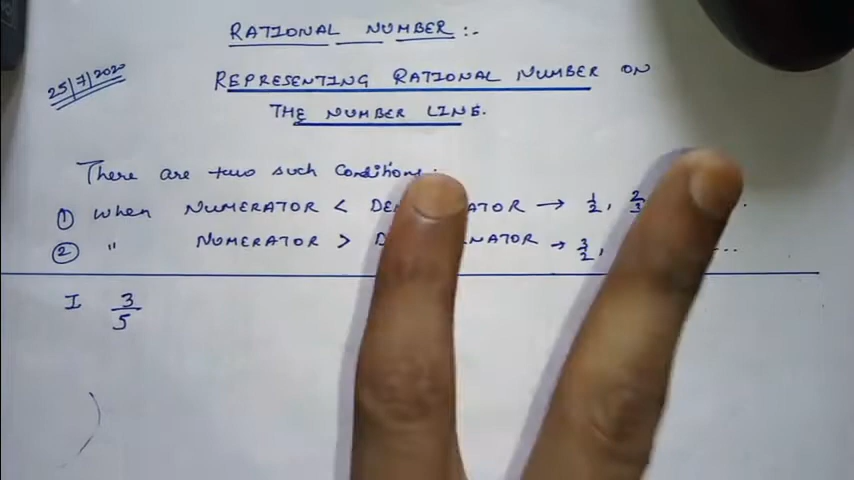 RATIONAL NUMBER :-
25/7/2020
REPRESENTING RATIONAL NUMBER ON
THE NUMBER LINE.
There are two such conditions:
① When NUMERATOR < DE ATOR → 1/2, 2/3
② " NUMERATOR > D NATOR → 3/2, ...
I 3/5